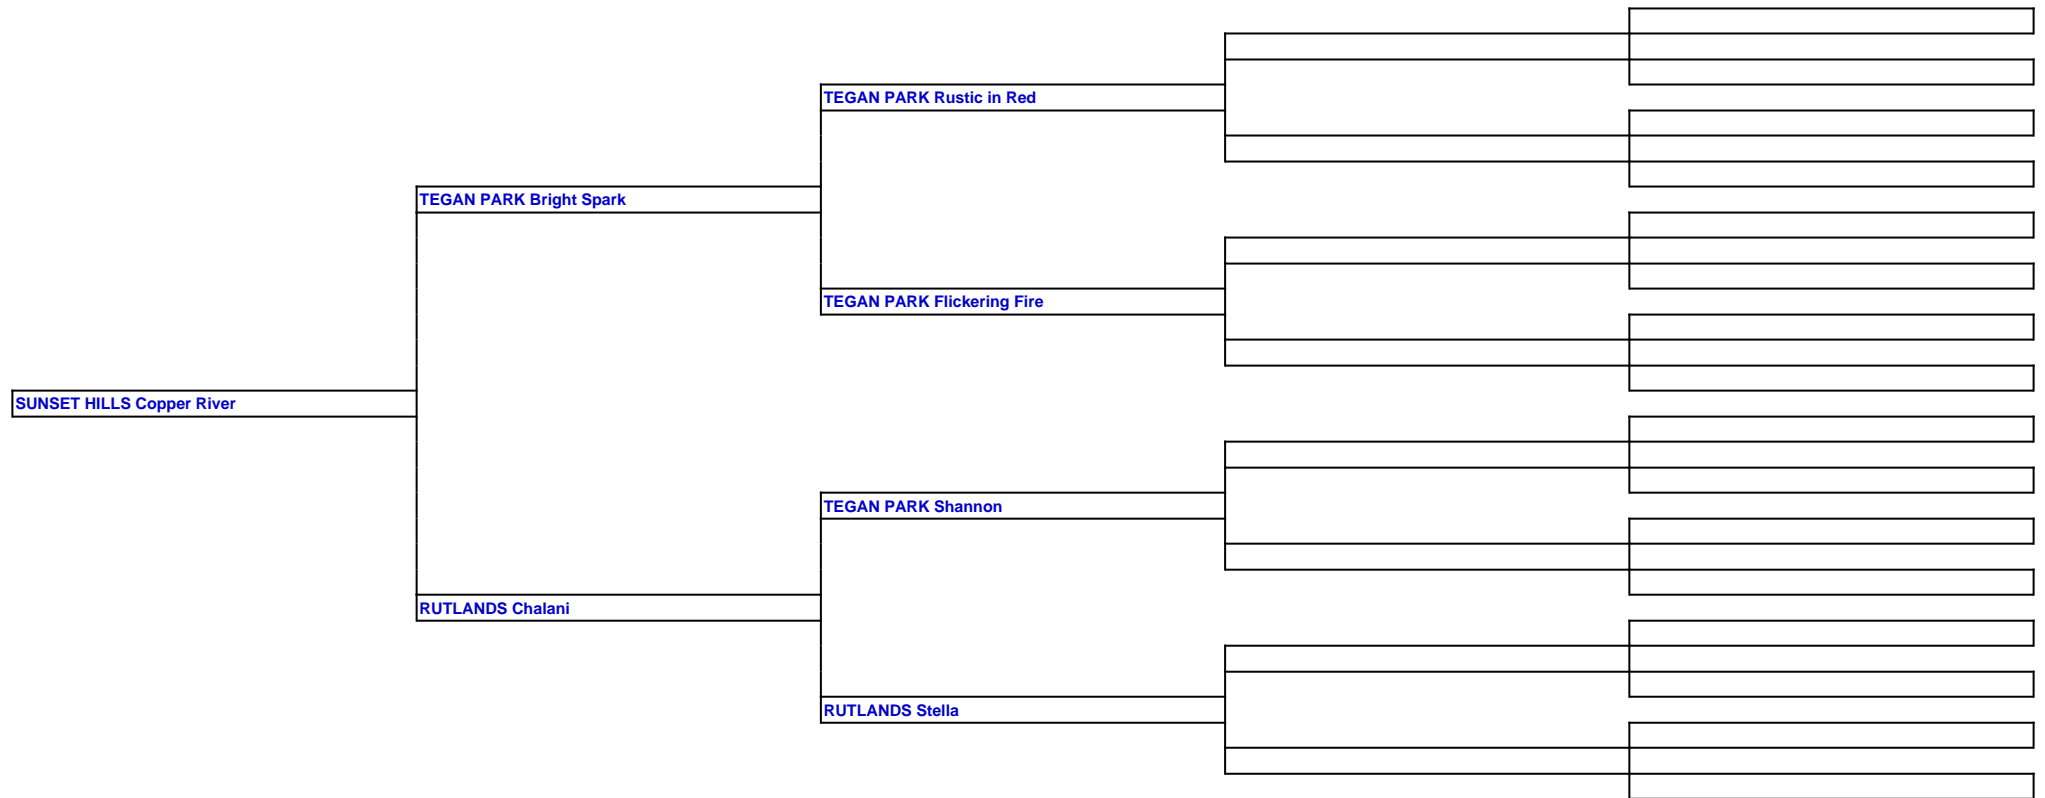 TEGAN PARK Rustic in Red
TEGAN PARK Bright Spark
TEGAN PARK Flickering Fire
SUNSET HILLS Copper River
TEGAN PARK Shannon
RUTLANDS Chalani
RUTLANDS Stella